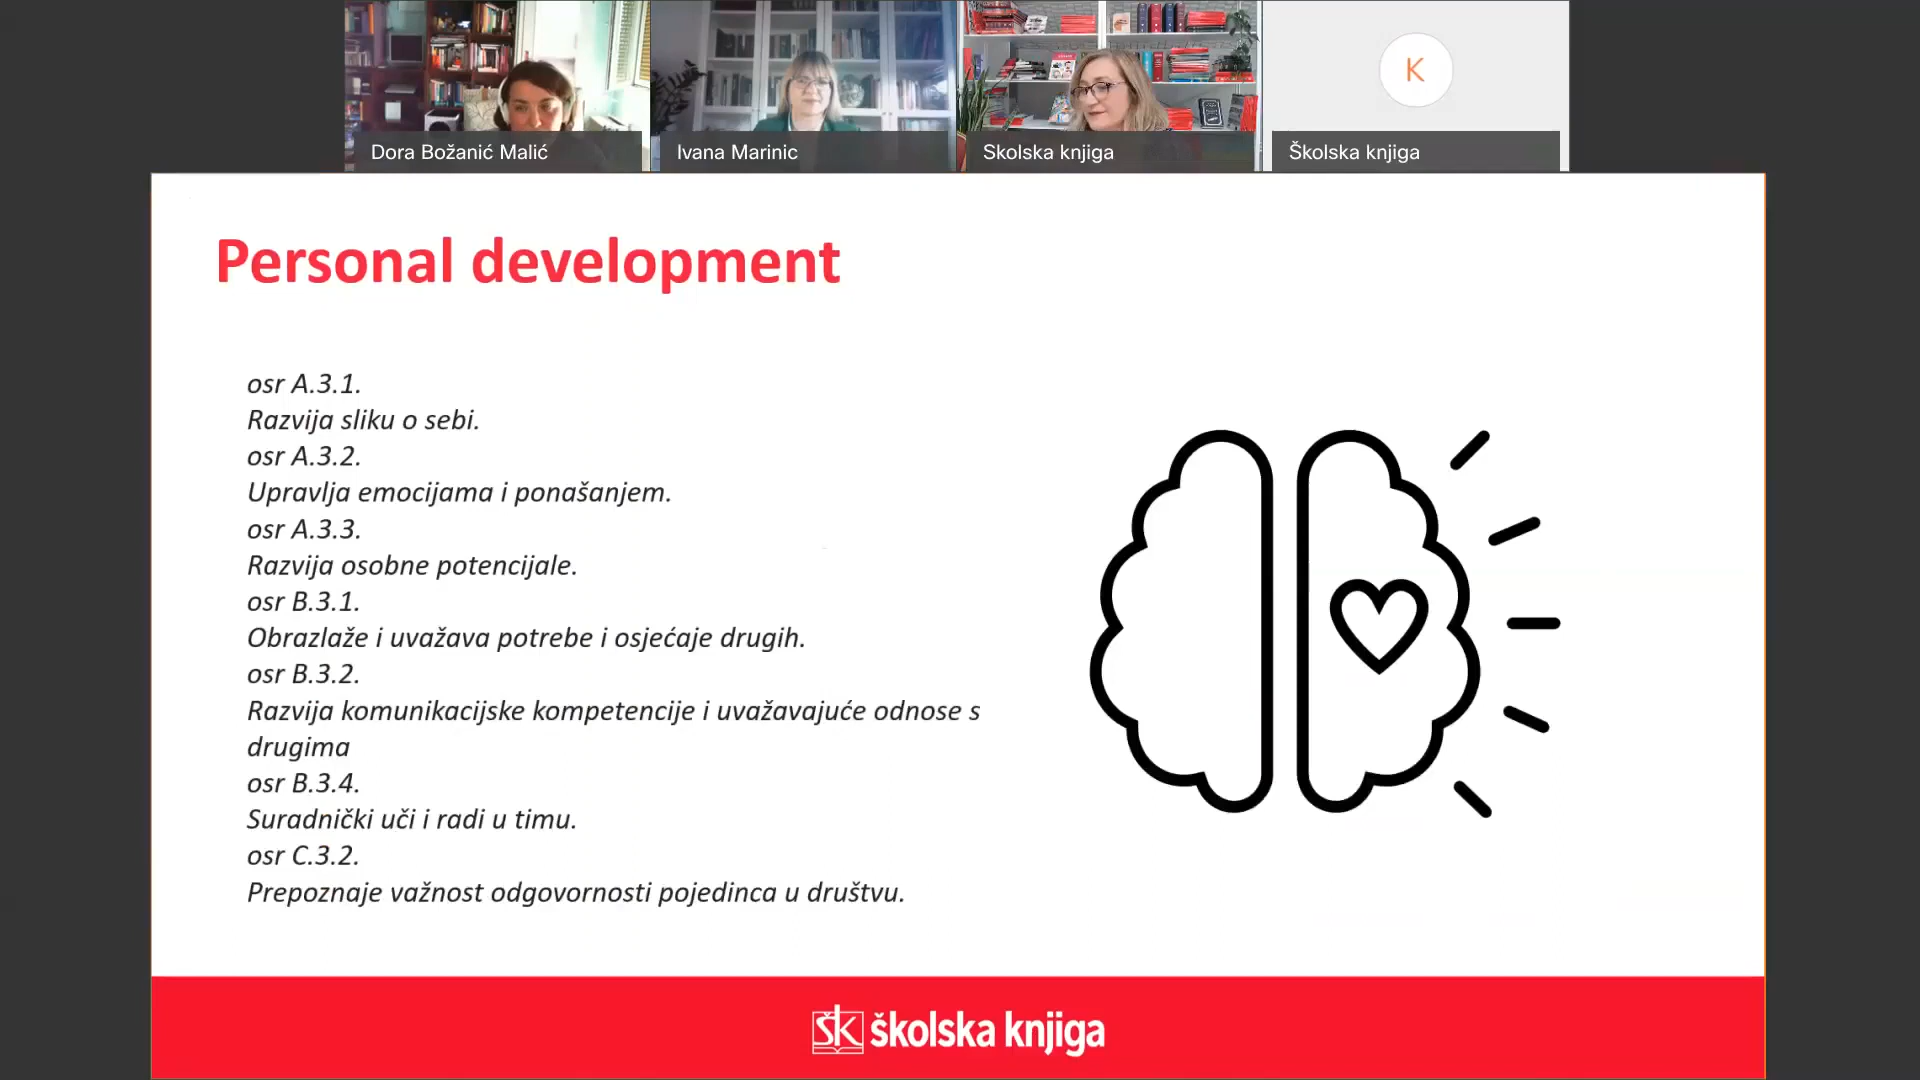 Dora Božanić Malić
Ivana Marinic
Skolska knjiga
K
Školska knjiga
Personal development
osr A.3.1.
Razvija sliku o sebi.
osr A.3.2.
Upravlja emocijama i ponašanjem.
osr A.3.3.
Razvija osobne potencijale.
osr B.3.1.
Obrazlaže i uvažava potrebe i osjećaje drugih.
osr B.3.2.
Razvija komunikacijske kompetencije i uvažavajuće odnose s
drugima
osr B.3.4.
Suradnički uči i radi u timu.
osr C.3.2.
Prepoznaje važnost odgovornosti pojedinca u društvu.
ŠK školska knjiga